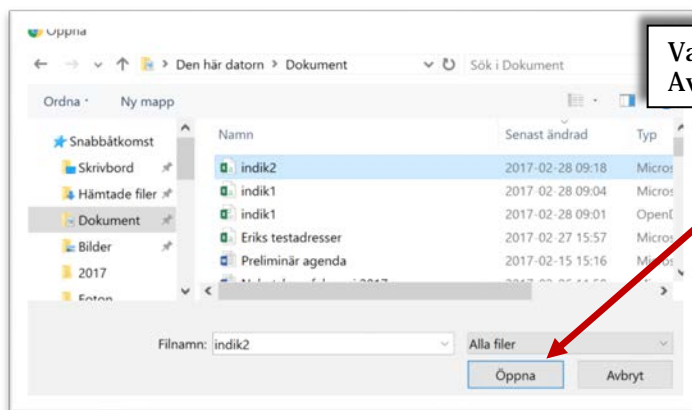 Öppna
Den här datorn > Dokument
Sök i Dokument
Ordna
Ny mapp
Snabbåtkomst
Skrivbord
Hämtade filer
Dokument
Bilder
2017
Foton
Namn Senast ändrad Typ
indik2 2017-02-28 09:18
indik1 2017-02-28 09:04
indik1 2017-02-28 09:01
Eriks testadresser 2017-02-27 15:57
Preliminär agenda 2017-02-15 15:16
Filnamn: indik2 Alla filer
Öppna Avbryt